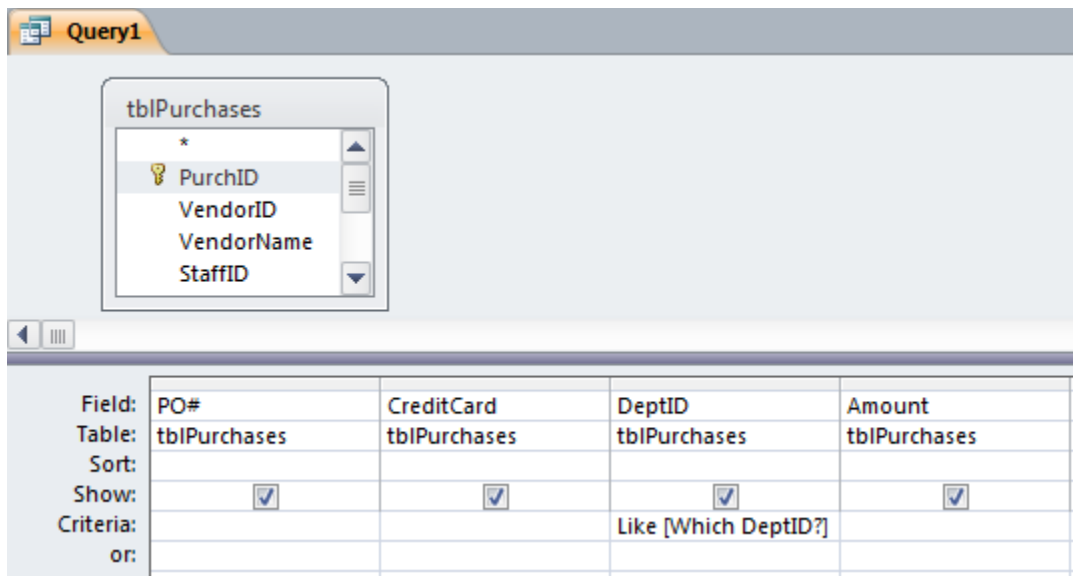 Query1
tblPurchases
*
PurchID
VendorID
VendorName
StaffID
Field: PO# CreditCard DeptID Amount
Table: tblPurchases tblPurchases tblPurchases tblPurchases
Sort:
Show:
Criteria: Like [Which DeptID?]
or: